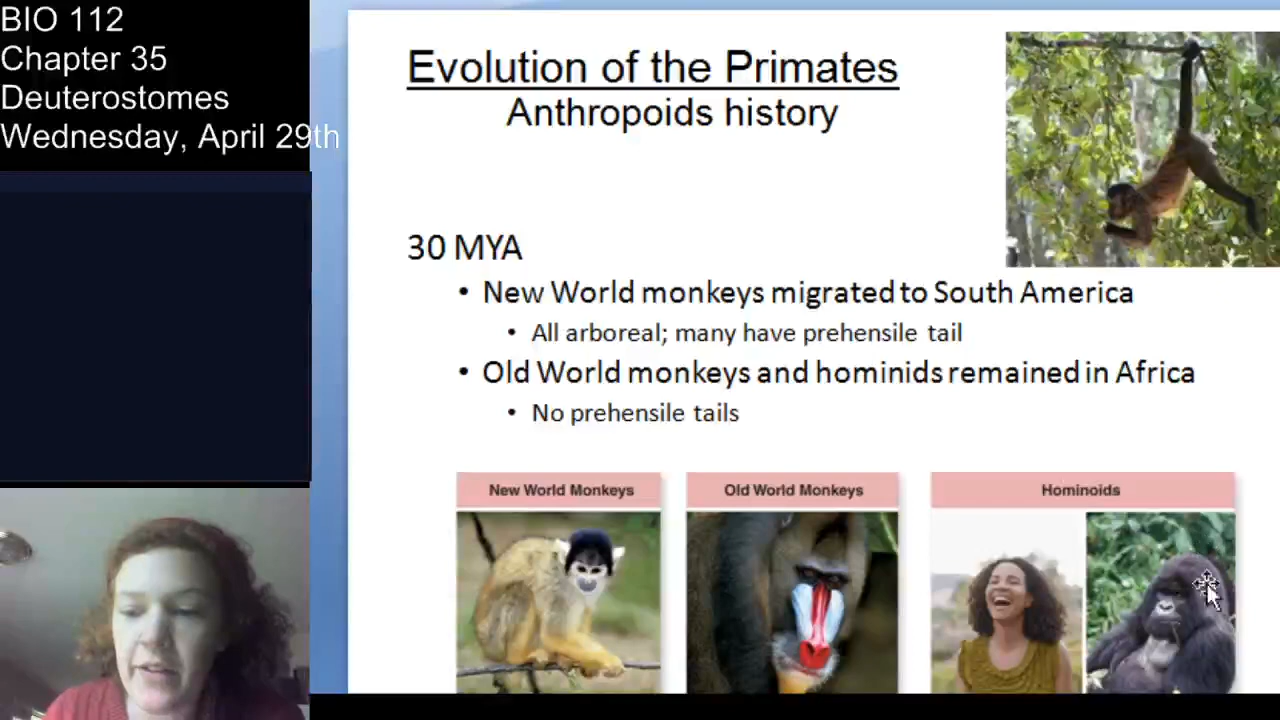 BIO 112
Chapter 35
Deuterostomes
Wednesday, April 29th
Evolution of the Primates
Anthropoids history
30 MYA
• New World monkeys migrated to South America
• All arboreal; many have prehensile tail
• Old World monkeys and hominids remained in Africa
• No prehensile tails
New World Monkeys
Old World Monkeys
Hominoids